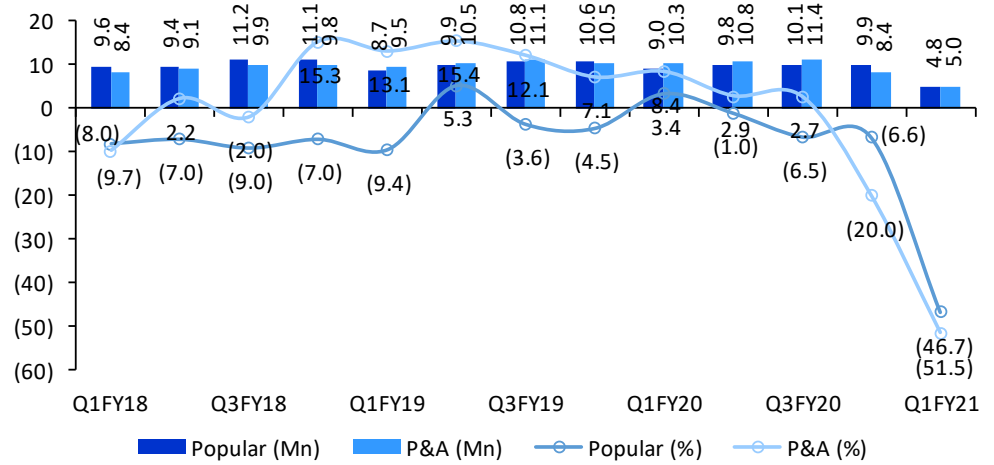 9.6 8.4 9.4 9.1 11.2 9.9 11.1 9.8 8.7 9.5 9.9 10.5 10.8 11.1 10.6 10.5 9.0 10.3 9.8 10.8 10.1 11.4 9.9 8.4 4.8 5.0
20
10
0
(10)
(20)
(30)
(40)
(50)
(60)
15.3 13.1 15.4 12.1 7.1 8.4
(8.0) 2.2 (2.0) 5.3 3.4 2.9 2.7 (6.6)
(9.7) (7.0) (9.0) (7.0) (9.4) (3.6) (4.5) (1.0) (6.5)
(20.0)
(46.7)
(51.5)
Q1FY18 Q3FY18 Q1FY19 Q3FY19 Q1FY20 Q3FY20 Q1FY21
Popular (Mn) P&A (Mn) Popular (%) P&A (%)